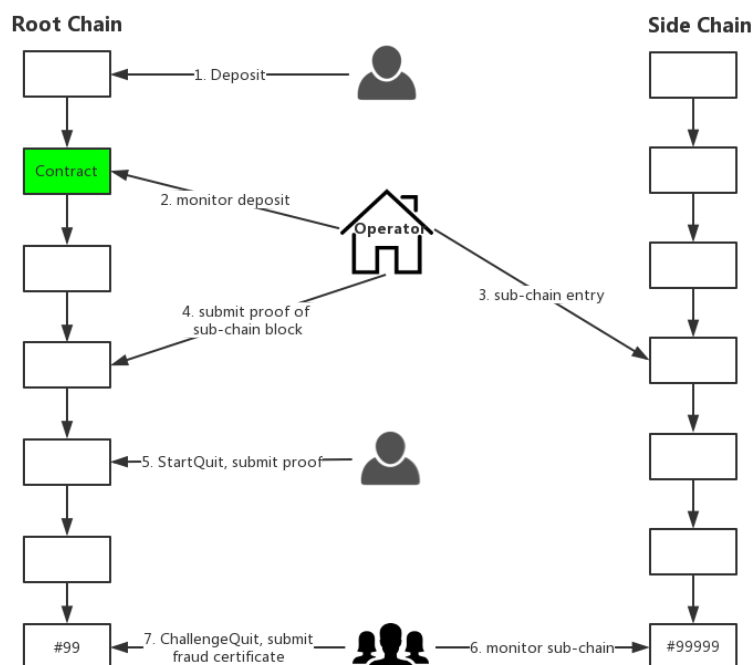 Root Chain
Side Chain
1. Deposit
Contract
2. monitor deposit
Operator
3. sub-chain entry
4. submit proof of
sub-chain block
5. StartQuit, submit proof
#99
7. ChallengeQuit, submit
fraud certificate
6. monitor sub-chain
#99999